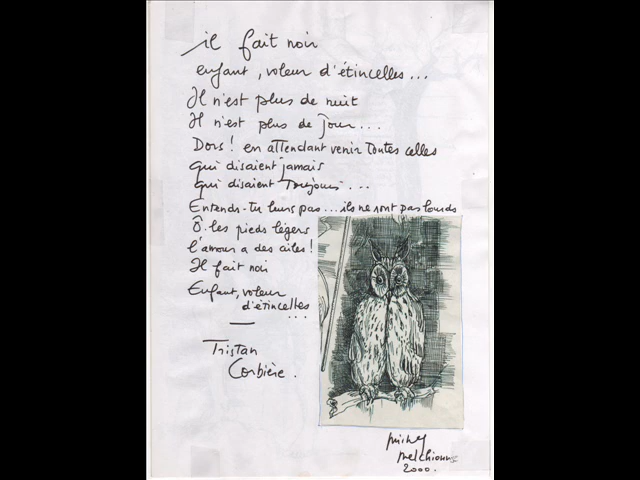 il fait noir
enfant, voleur d'étincelles...
Il n'est plus de nuit
Il n'est plus de Jour...
Dors! en attendant venir toutes celles
qui disaient jamais
qui disaient Toujours...
Entends-tu leurs pas... ils ne sont pas lourds
Ô. les pieds légers
l'amour a des ailes!
Il fait noir
Enfant, voleur
d'étincelles
...
Tristan
Corbière.
2000.